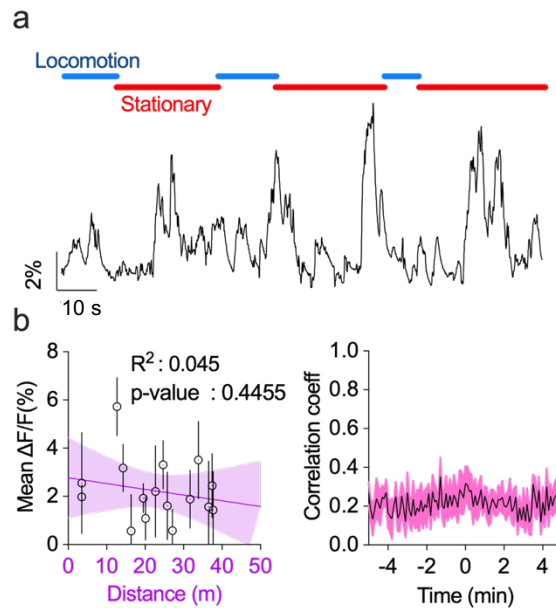 a
Locomotion
Stationary
2%
10 s
b
R² : 0.045
p-value : 0.4455
Mean ΔF/F(%)
8
6
4
2
0
0 10 20 30 40 50
Distance (m)
Correlation coeff
1.0
0.8
0.6
0.4
0.2
0.0
-4 -2 0 2 4
Time (min)